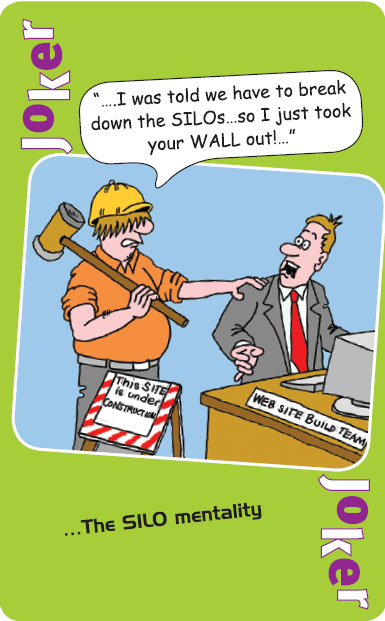 Joker
“….I was told we have to break
down the SILOs…so I just took
your WALL out!…”
This SITE
is under
CONSTRUCTION
WEB SITE BUILD TEAM
...The SILO mentality
Joker